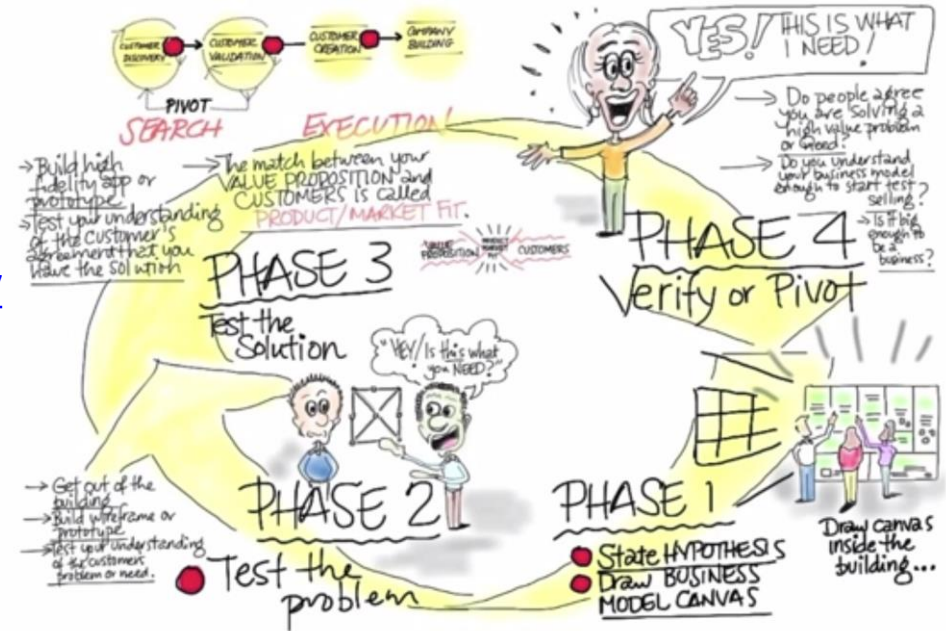 CUSTOMER
DISCOVERY
CUSTOMER
VALIDATION
CUSTOMER
CREATION
COMPANY
BUILDING
PIVOT
SEARCH
EXECUTION
YES! THIS IS WHAT
I NEED!
→ Do people agree
you are solving a
high value problem
or need?
→ Do you understand
your business model
enough to start test
selling?
→ Is it big
enough to
be a
business?
→ Build high
fidelity app or
prototype
→ Test your understanding
of the customer's
agreement that you
have the solution
→ The match between your
VALUE PROPOSITION and
CUSTOMERS is called
PRODUCT/MARKET FIT.
VALUE
PROPOSITION
PRODUCT
MARKET
FIT
CUSTOMERS
PHASE 3
Test the
Solution
PHASE 4
Verify or Pivot
"HEY! Is this what
you NEED?"
→ Get out of the
building
→ Build wireframe or
prototype
→ Test your understanding
of the customers
problem or need.
PHASE 2
Test the
problem
PHASE 1
State HYPOTHESIS
Draw BUSINESS
MODEL CANVAS
Draw canvas
inside the
building...